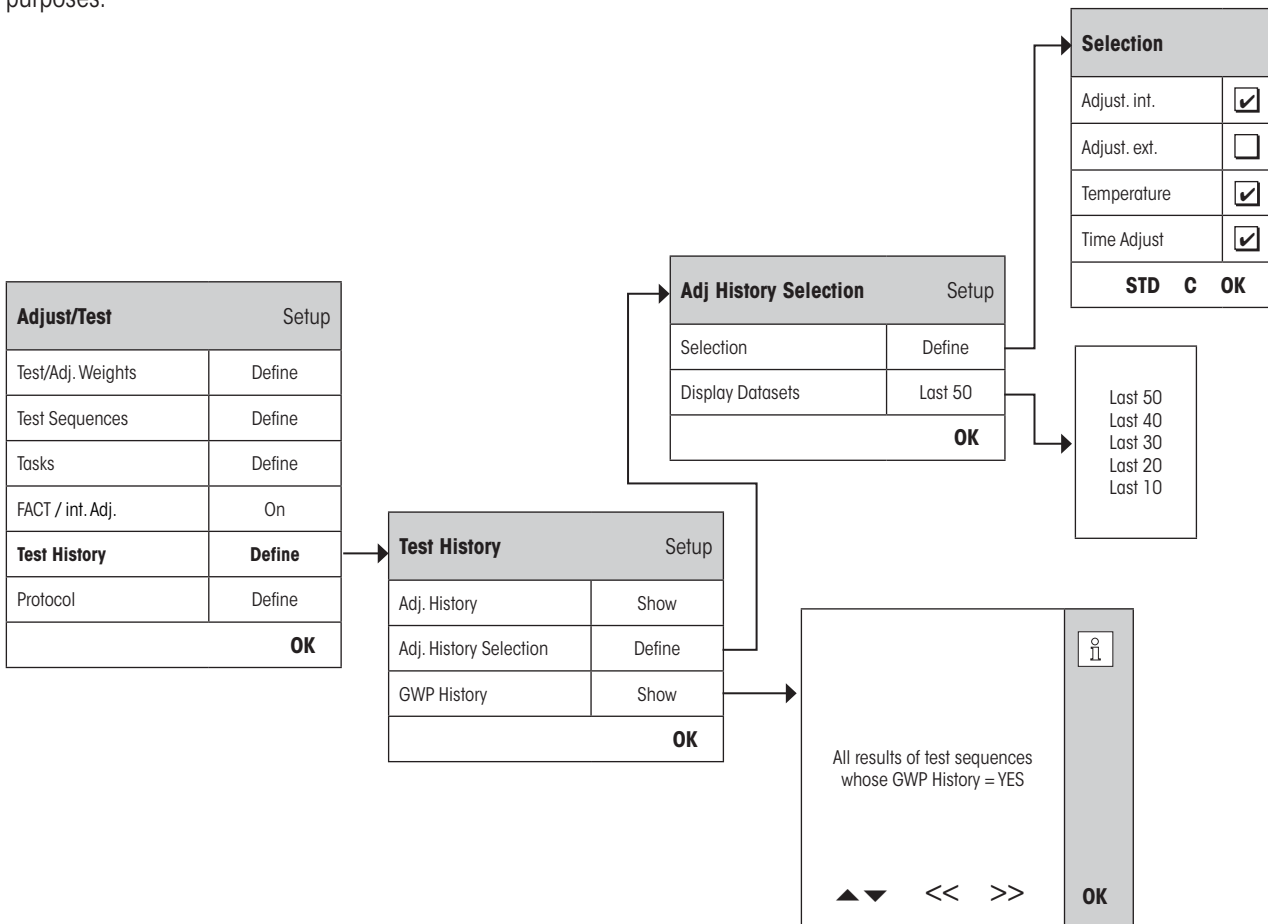 purposes.
Selection
Adjust. int.
Adjust. ext.
Temperature
Time Adjust
STD C OK
Adj History Selection Setup
Selection Define
Display Datasets Last 50
OK
Last 50
Last 40
Last 30
Last 20
Last 10
Adjust/Test Setup
Test/Adj. Weights Define
Test Sequences Define
Tasks Define
FACT / int. Adj. On
Test History Define
Protocol Define
OK
Test History Setup
Adj. History Show
Adj. History Selection Define
GWP History Show
OK
All results of test sequences
whose GWP History = YES
<< >> OK